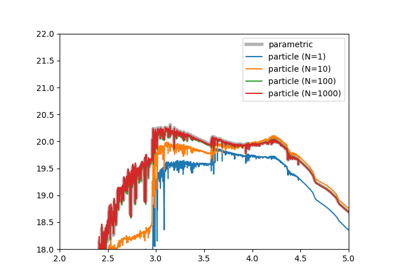 22.0
21.5
21.0
20.5
20.0
19.5
19.0
18.5
18.0
2.0 2.5 3.0 3.5 4.0 4.5 5.0
parametric
particle (N=1)
particle (N=10)
particle (N=100)
particle (N=1000)